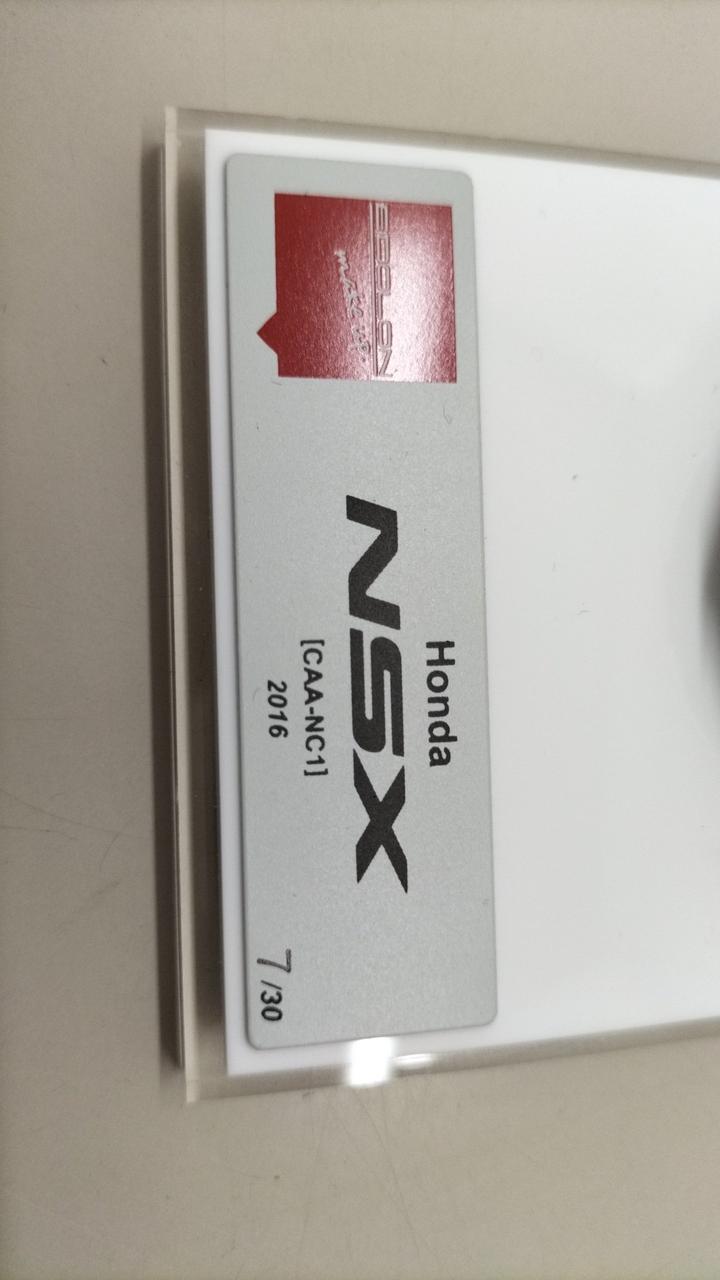 EIDOLON
make up
Honda
NSX
[CAA-NC1]
2016
7/30